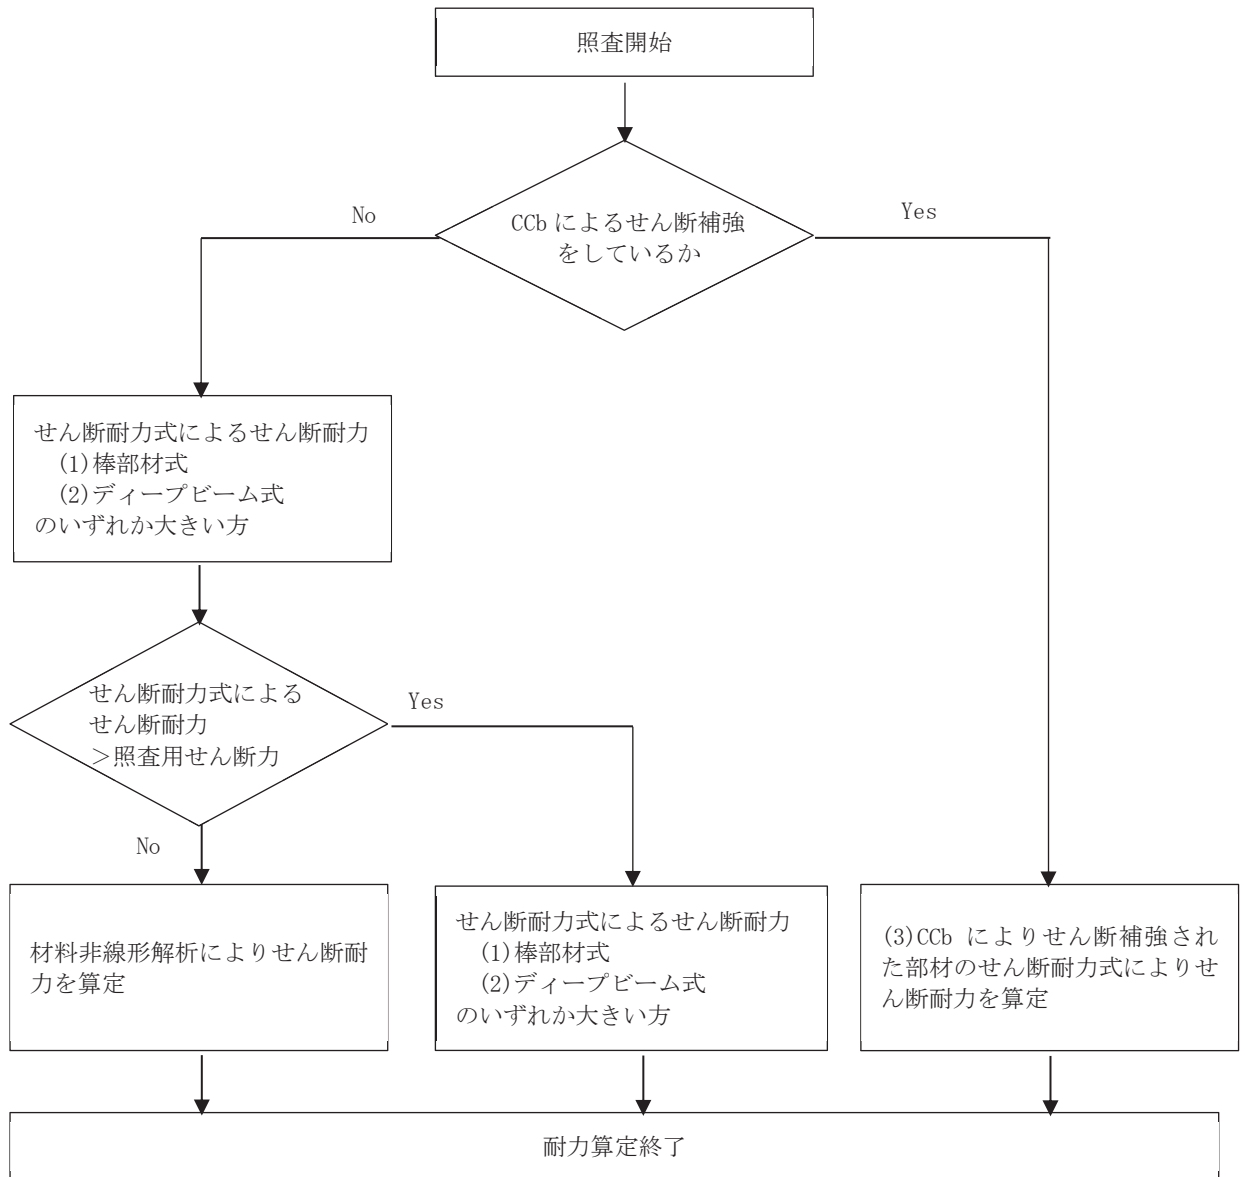 照査開始
CCb によるせん断補強
をしているか
No
Yes
せん断耐力式によるせん断耐力
(1)棒部材式
(2)ディープビーム式
のいずれか大きい方
せん断耐力式による
せん断耐力
＞照査用せん断力
Yes
No
材料非線形解析によりせん断耐
力を算定
せん断耐力式によるせん断耐力
(1)棒部材式
(2)ディープビーム式
のいずれか大きい方
(3)CCb によりせん断補強され
た部材のせん断耐力式によりせ
ん断耐力を算定
耐力算定終了